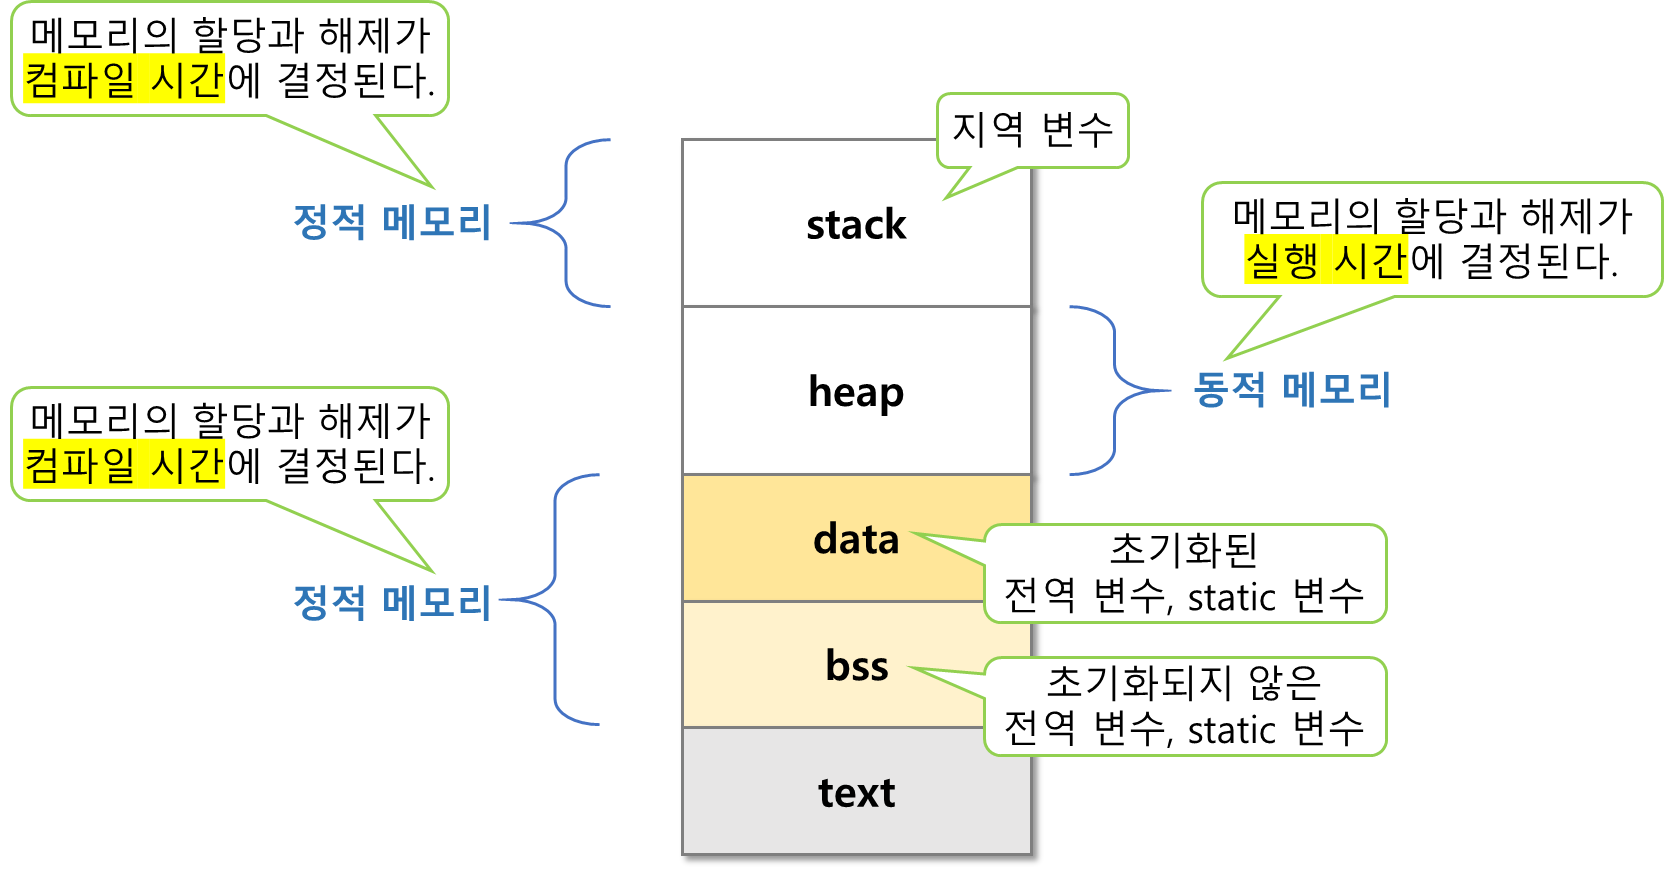 메모리의 할당과 해제가
컴파일 시간에 결정된다.
지역 변수
정적 메모리
stack
메모리의 할당과 해제가
실행 시간에 결정된다.
heap
동적 메모리
메모리의 할당과 해제가
컴파일 시간에 결정된다.
data
초기화된
전역 변수, static 변수
정적 메모리
bss
초기화되지 않은
전역 변수, static 변수
text